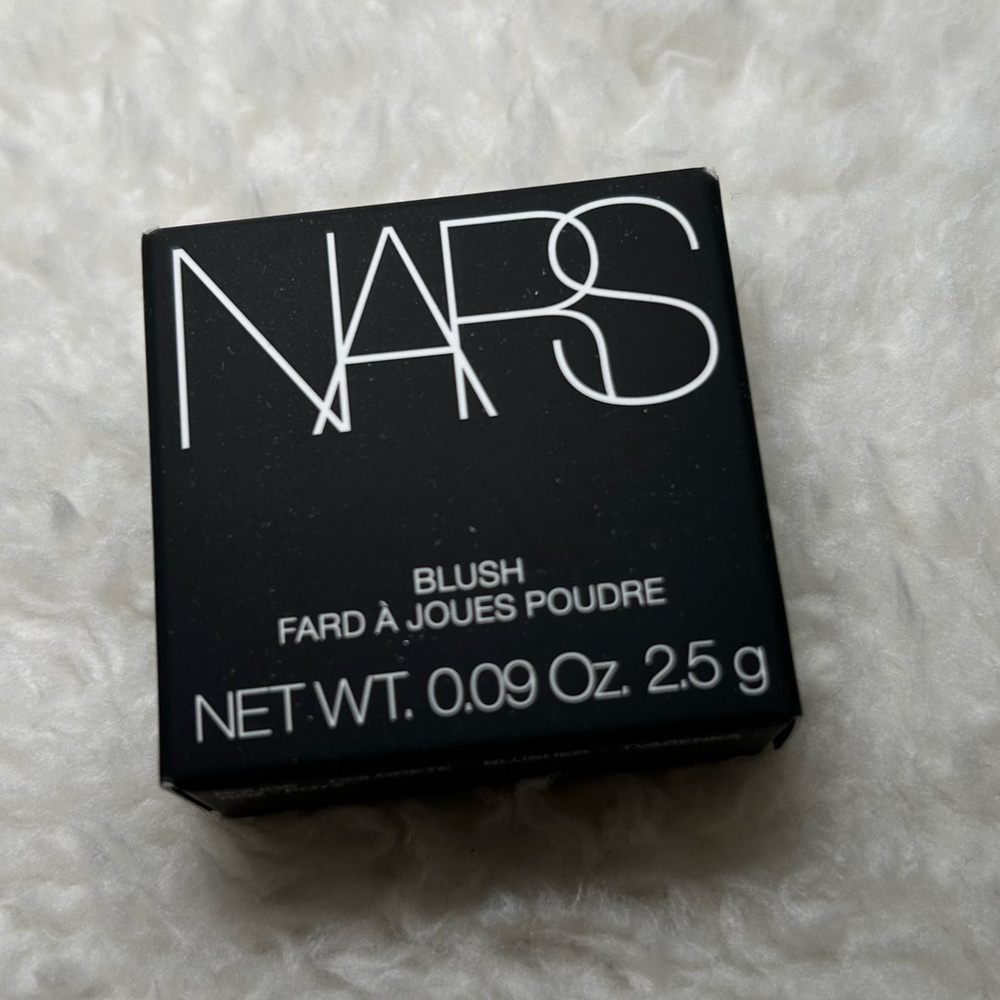 NARS
BLUSH
FARD À JOUES POUDRE
NET WT. 0.09 Oz. 2.5 g